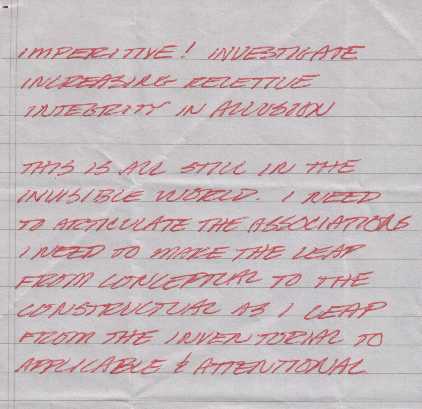 IMPERITIVE! INVESTIGATE
INCREASING RELETIVE
INTEGRITY IN ALLUSION
THIS IS ALL STILL IN THE
INVISIBLE WORLD. I NEED
TO ARTICULATE THE ASSOCIATIONS
I NEED TO MAKE THE LEAP
FROM CONCEPTUAL TO THE
CONSTRUCTUAL AS I LEAP
FROM THE INVENTORIAL TO
APPLICABLE & ATTENTIONAL